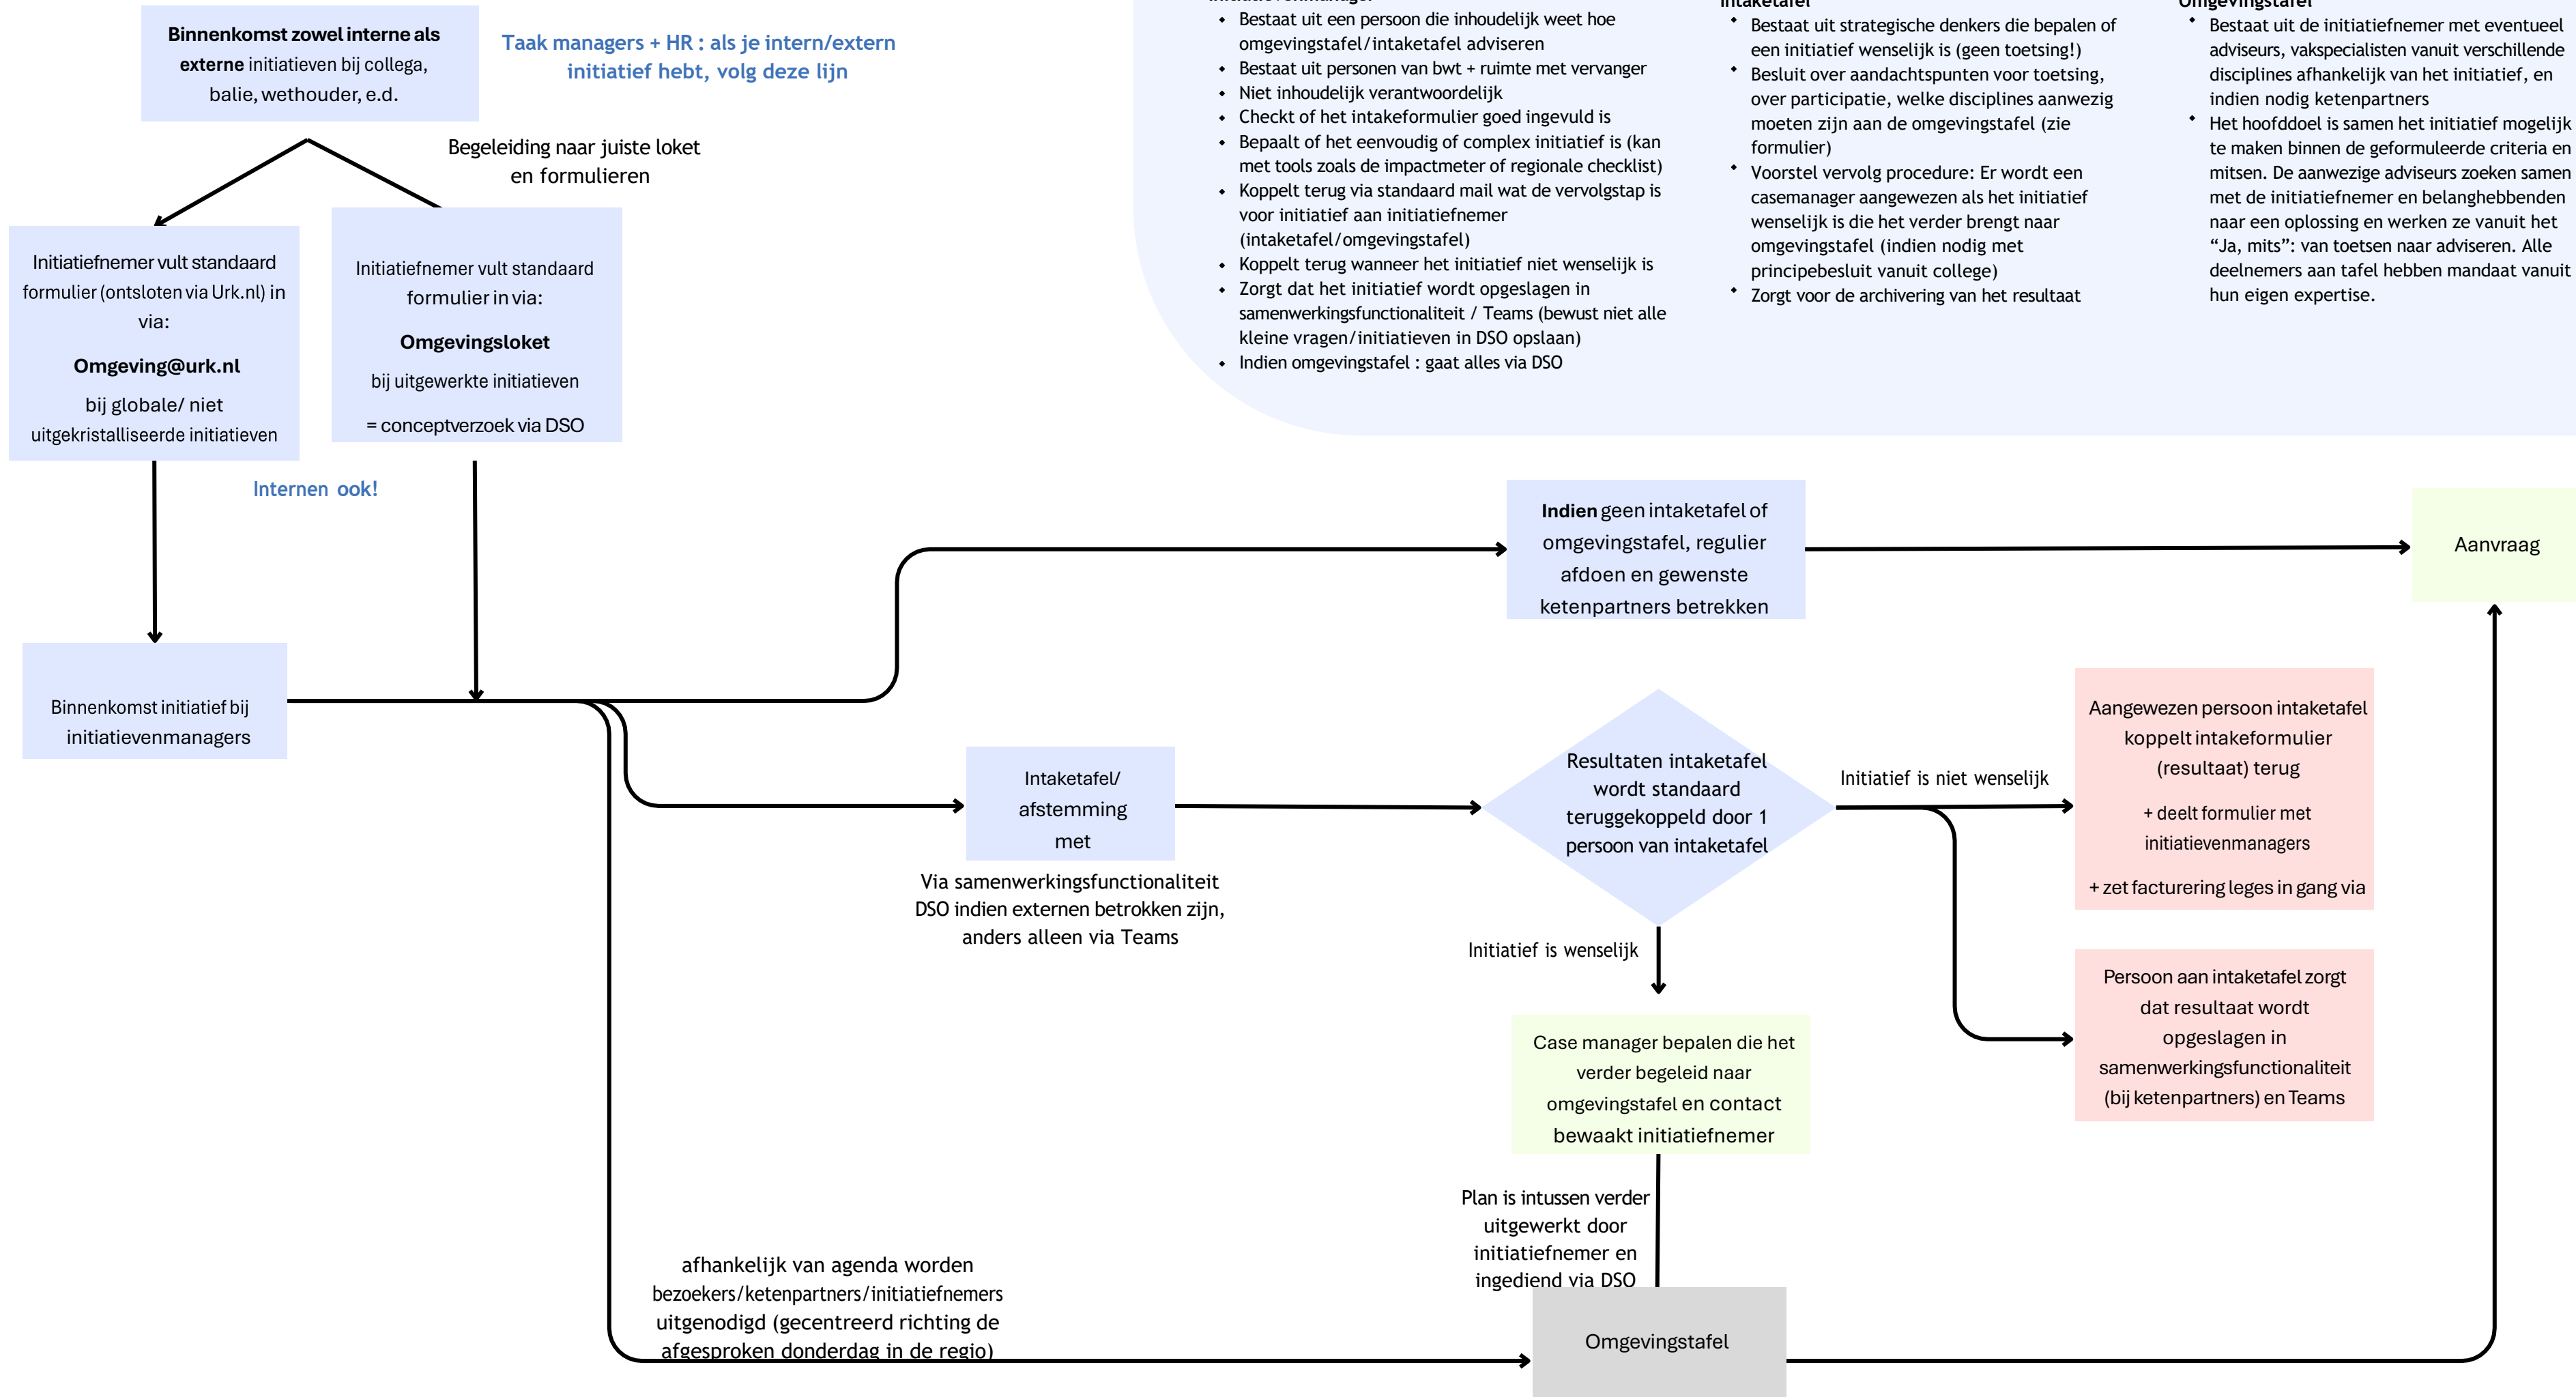 Binnenkomst zowel interne als
externe initiatieven bij collega,
balie, wethouder, e.d.
Taak managers + HR : als je intern/extern
initiatief hebt, volg deze lijn
Begeleiding naar juiste loket
en formulieren
Initiatiefnemer vult standaard
formulier (ontsloten via Urk.nl) in
via:
Omgeving@urk.nl
bij globale/ niet
uitgekristalliseerde initiatieven
Initiatiefnemer vult standaard
formulier in via:
Omgevingsloket
bij uitgewerkte initiatieven
= conceptverzoek via DSO
Internen ook!
Initiatievenmanager
• Bestaat uit een persoon die inhoudelijk weet hoe
omgevingstafel/intaketafel adviseren
• Bestaat uit personen van bwt + ruimte met vervanger
• Niet inhoudelijk verantwoordelijk
• Checkt of het intakeformulier goed ingevuld is
• Bepaalt of het eenvoudig of complex initiatief is (kan
met tools zoals de impactmeter of regionale checklist)
• Koppelt terug via standaard mail wat de vervolgstap is
voor initiatief aan initiatiefnemer
(intaketafel/omgevingstafel)
• Koppelt terug wanneer het initiatief niet wenselijk is
• Zorgt dat het initiatief wordt opgeslagen in
samenwerkingsfunctionaliteit / Teams (bewust niet alle
kleine vragen/initiatieven in DSO opslaan)
• Indien omgevingstafel : gaat alles via DSO
Intaketafel
• Bestaat uit strategische denkers die bepalen of
een initiatief wenselijk is (geen toetsing!)
• Besluit over aandachtspunten voor toetsing,
over participatie, welke disciplines aanwezig
moeten zijn aan de omgevingstafel (zie
formulier)
• Voorstel vervolg procedure: Er wordt een
casemanager aangewezen als het initiatief
wenselijk is die het verder brengt naar
omgevingstafel (indien nodig met
principebesluit vanuit college)
• Zorgt voor de archivering van het resultaat
Omgevingstafel
• Bestaat uit de initiatiefnemer met eventueel
adviseurs, vakspecialisten vanuit verschillende
disciplines afhankelijk van het initiatief, en
indien nodig ketenpartners
• Het hoofddoel is samen het initiatief mogelijk
te maken binnen de geformuleerde criteria en
mitsen. De aanwezige adviseurs zoeken samen
met de initiatiefnemer en belanghebbenden
naar een oplossing en werken ze vanuit het
“Ja, mits”: van toetsen naar adviseren. Alle
deelnemers aan tafel hebben mandaat vanuit
hun eigen expertise.
Indien geen intaketafel of
omgevingstafel, regulier
afdoen en gewenste
ketenpartners betrekken
Aanvraag
Binnenkomst initiatief bij
initiatievenmanagers
Intaketafel/
afstemming
met
Via samenwerkingsfunctionaliteit
DSO indien externen betrokken zijn,
anders alleen via Teams
Resultaten intaketafel
wordt standaard
teruggekoppeld door 1
persoon van intaketafel
Initiatief is niet wenselijk
Aangewezen persoon intaketafel
koppelt intakeformulier
(resultaat) terug
+ deelt formulier met
initiatievenmanagers
+ zet facturering leges in gang via
Initiatief is wenselijk
Persoon aan intaketafel zorgt
dat resultaat wordt
opgeslagen in
samenwerkingsfunctionaliteit
(bij ketenpartners) en Teams
Case manager bepalen die het
verder begeleid naar
omgevingstafel en contact
bewaakt initiatiefnemer
Plan is intussen verder
uitgewerkt door
initiatiefnemer en
ingediend via DSO
afhankelijk van agenda worden
bezoekers/ketenpartners/initiatiefnemers
uitgenodigd (gecentreerd richting de
afgesproken donderdag in de regio)
Omgevingstafel